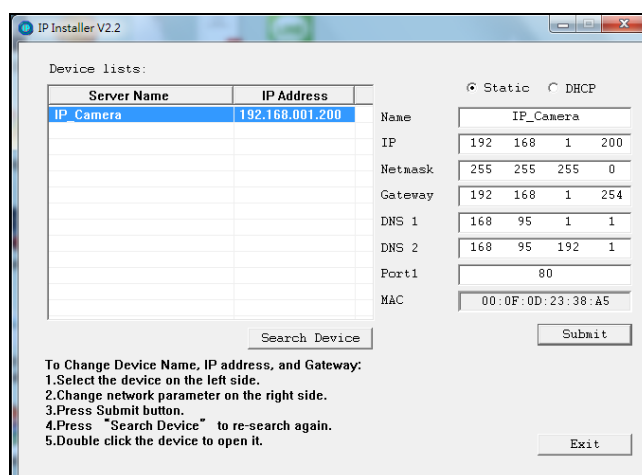 IP Installer V2.2
Device lists:
Server Name IP Address
IP_Camera 192.168.001.200
Static DHCP
Name IP_Camera
IP 192 168 1 200
Netmask 255 255 255 0
Gateway 192 168 1 254
DNS 1 168 95 1 1
DNS 2 168 95 192 1
Port1 80
MAC 00:0F:0D:23:38:A5
Search Device
Submit
To Change Device Name, IP address, and Gateway:
1.Select the device on the left side.
2.Change network parameter on the right side.
3.Press Submit button.
4.Press “Search Device” to re-search again.
5.Double click the device to open it.
Exit